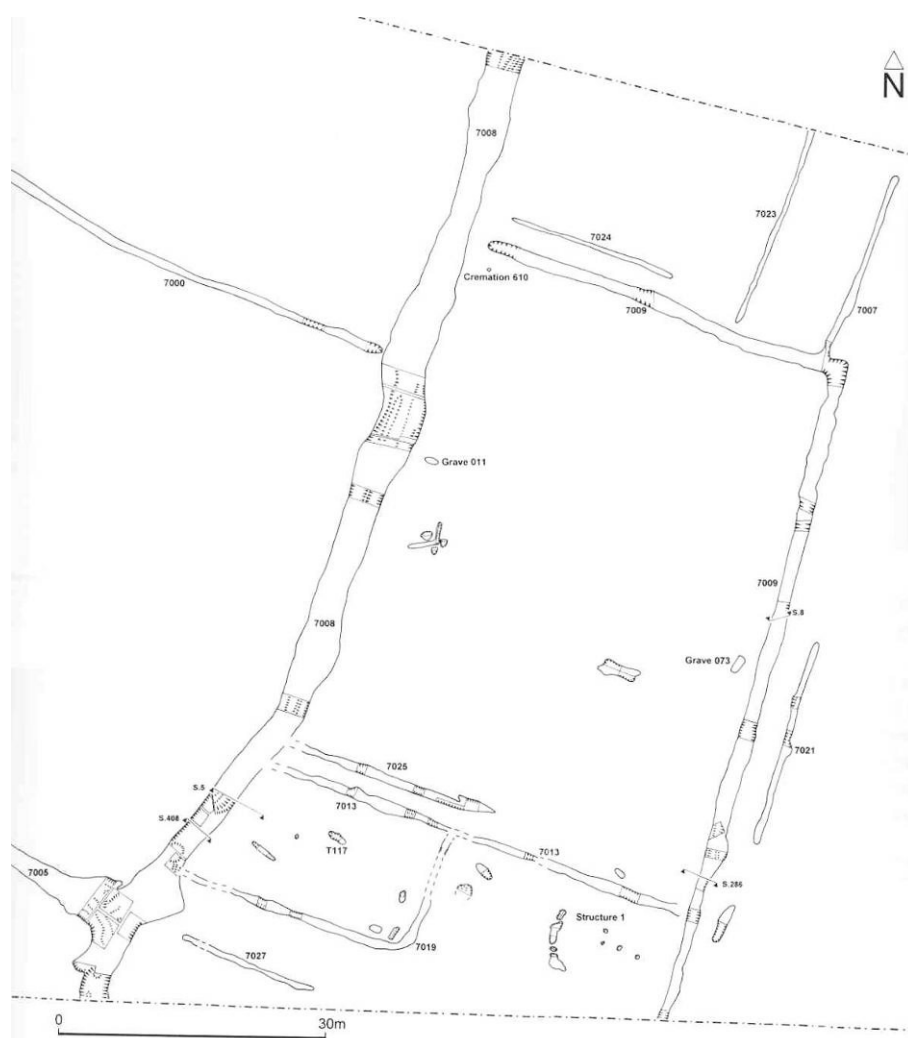 N
7008
7023
7024
Cremation 610
7000
7009
7007
Grave 011
7009
S.8
7008
Grave 073
7021
7025
S.5
7013
S.408
T117
7013
7005
S.286
Structure 1
7019
7027
0
30m